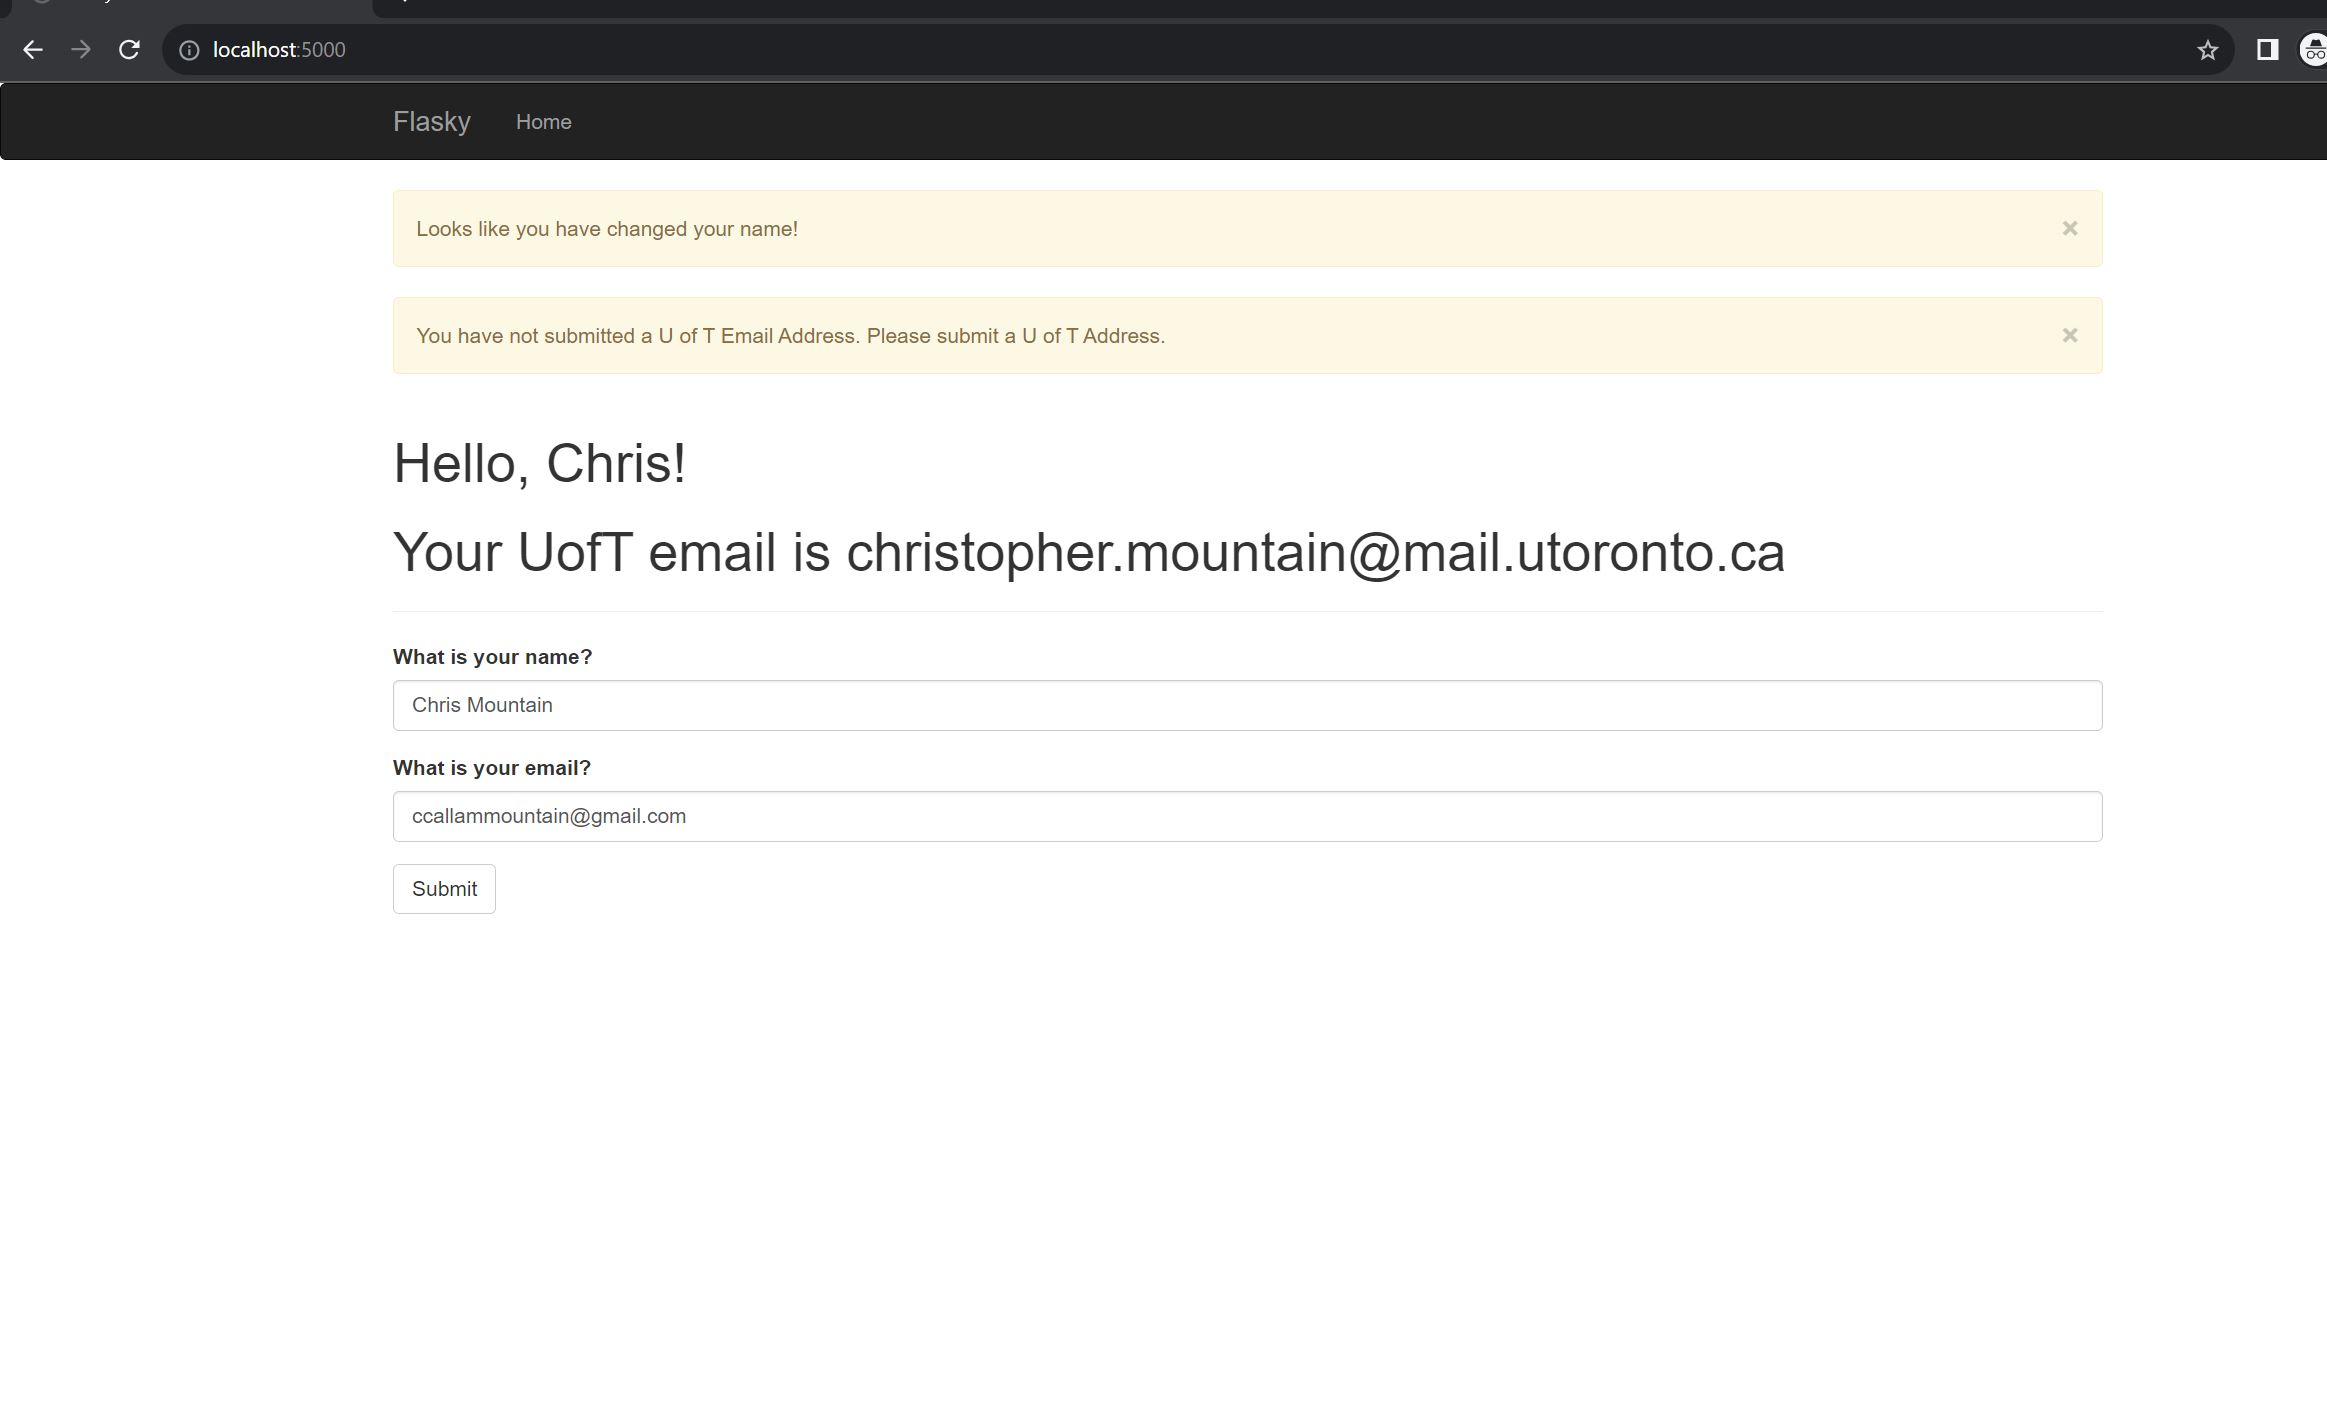 localhost:5000
Flasky Home
Looks like you have changed your name! ×
You have not submitted a U of T Email Address. Please submit a U of T Address. ×
Hello, Chris!
Your UofT email is christopher.mountain@mail.utoronto.ca
What is your name?
Chris Mountain
What is your email?
ccallammountain@gmail.com
Submit